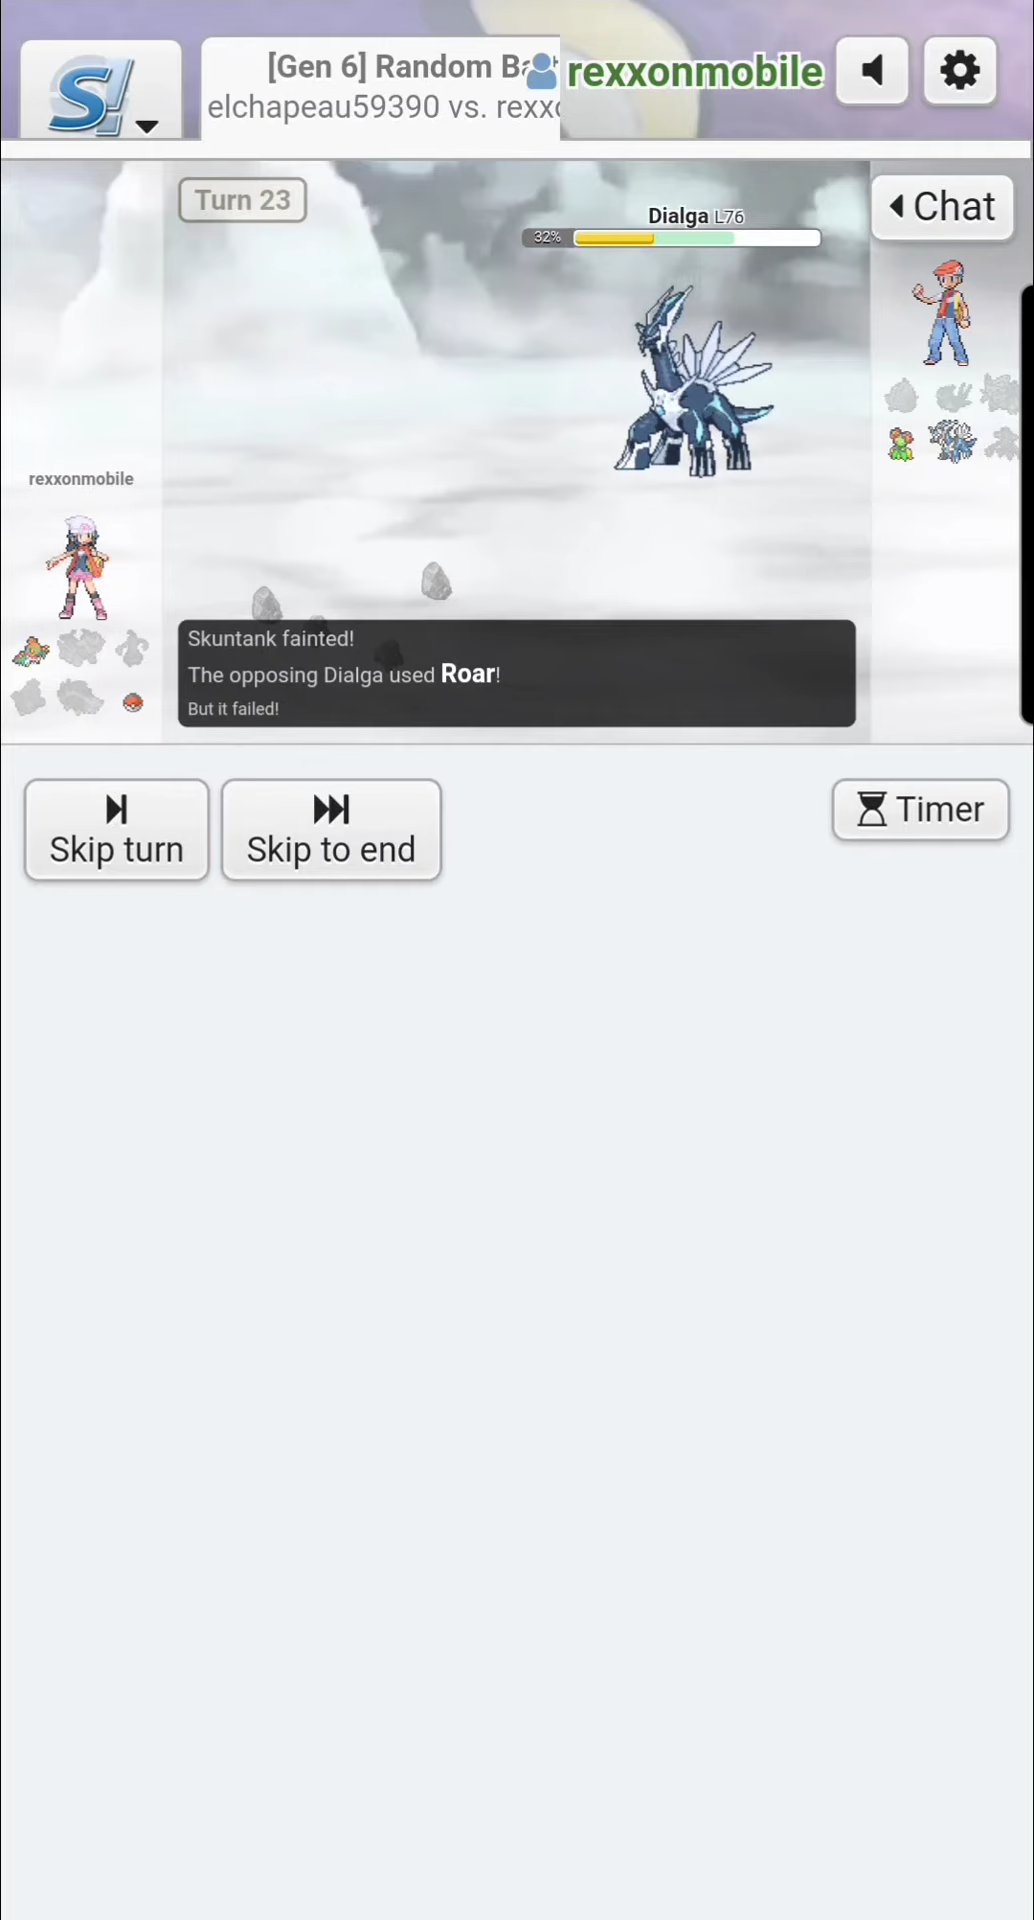 [Gen 6] Random Ba
rexxonmobile
elchapeau59390 vs. rexx
Turn 23
Dialga L76
Chat
32%
rexxonmobile
Skuntank fainted!
The opposing Dialga used Roar!
But it failed!
Skip turn
Skip to end
Timer